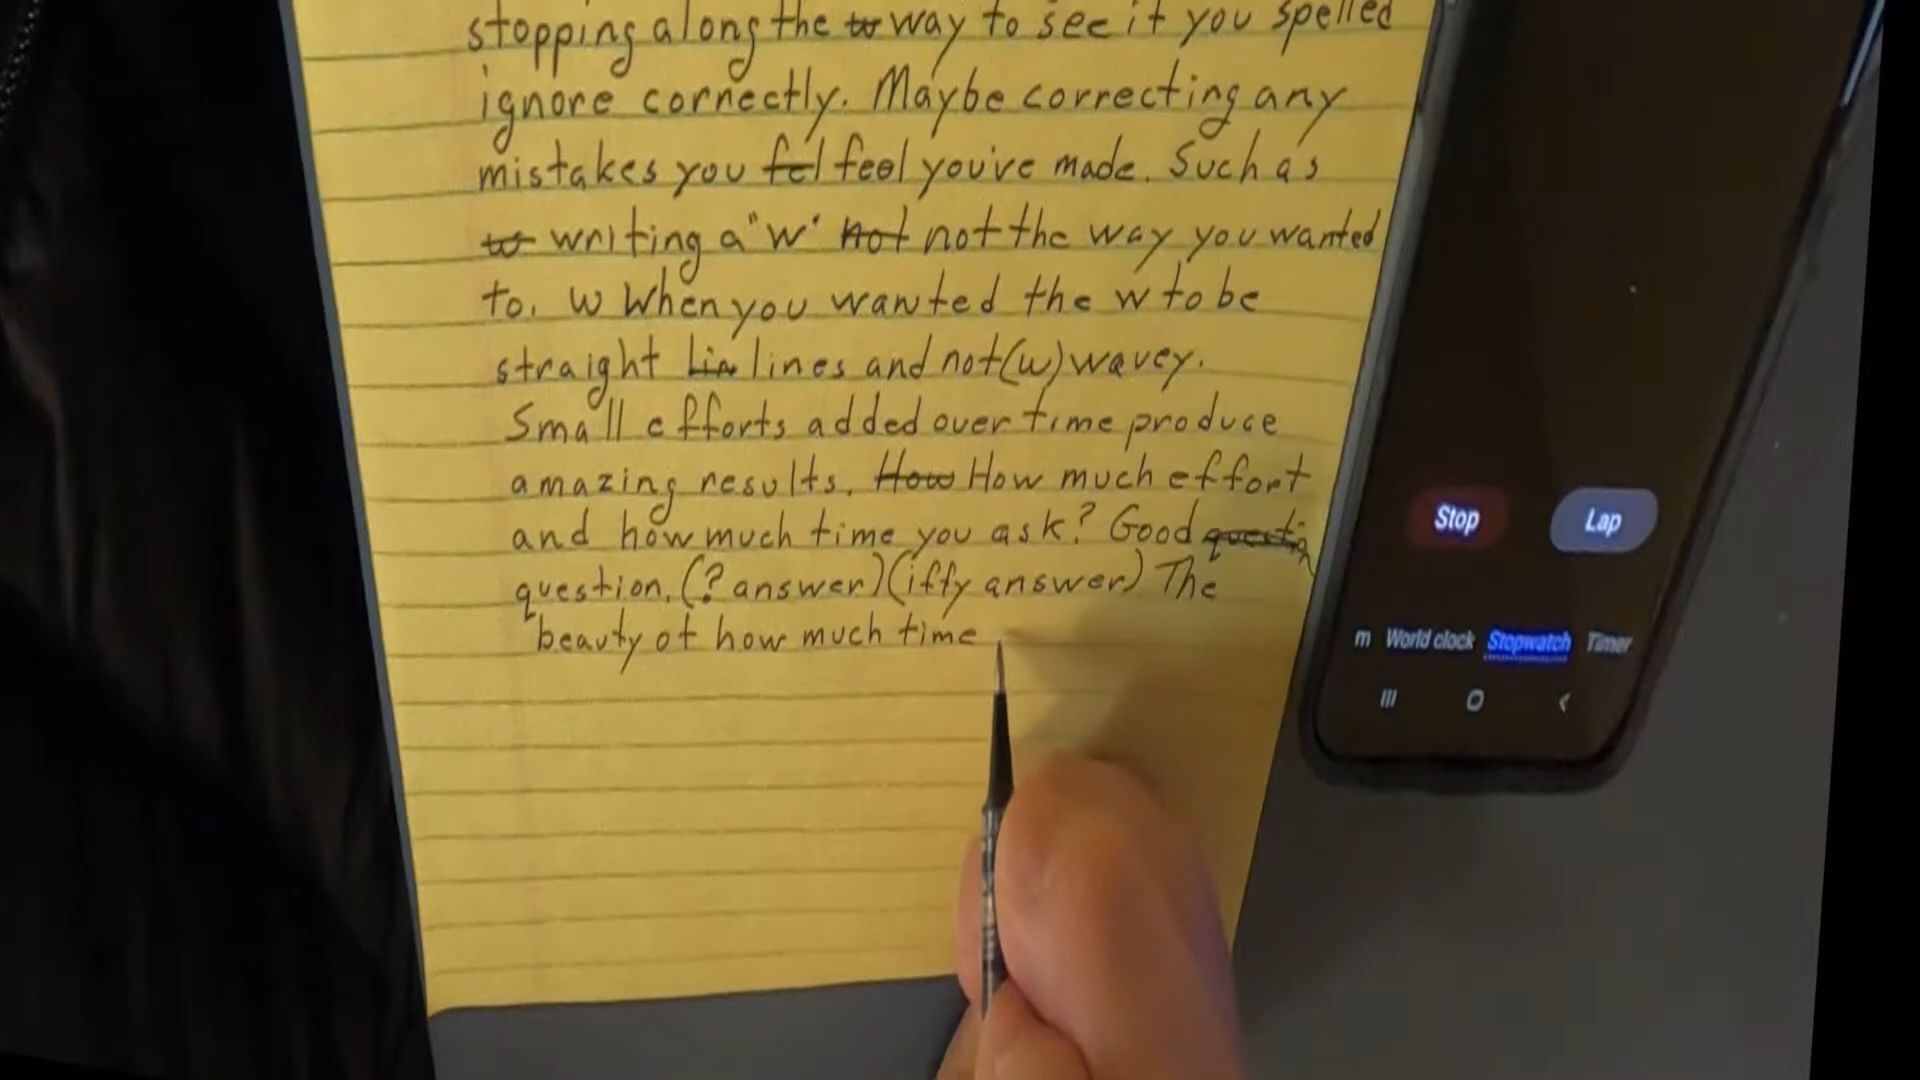 stopping along the to way to see if you spelled
ignore cornectly. Maybe correcting any
mistakes you fel feel you've made. Such as
to writing a "w" not not the way you wanted
to. w When you wanted the w to be
straight Lin lines and not (w) wavey.
Small efforts added over time produce
amazing results. How How much effort
and how much time you ask? Good questin
question. (? answer) (iffy answer) The
beauty of how much time
Stop Lap
m World clock Stopwatch Timer